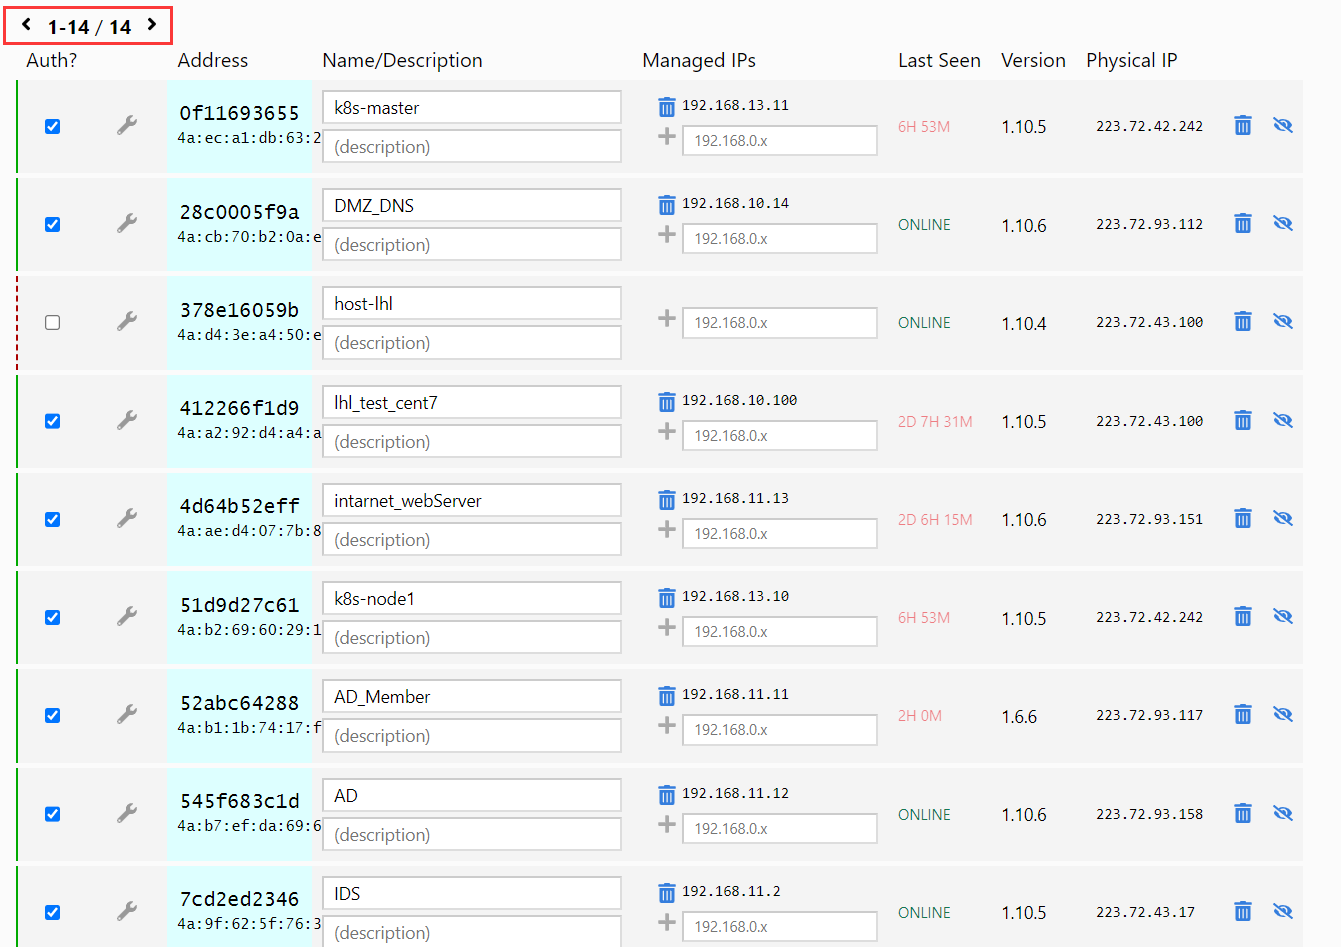 1-14 / 14
Auth? Address Name/Description Managed IPs Last Seen Version Physical IP
0f11693655 k8s-master 192.168.13.11
4a:ec:a1:db:63:2 (description) 192.168.0.x 6H 53M 1.10.5 223.72.42.242
28c0005f9a DMZ_DNS 192.168.10.14
4a:cb:70:b2:0a:e (description) 192.168.0.x ONLINE 1.10.6 223.72.93.112
378e16059b host-lhl
4a:d4:3e:a4:50:e (description) 192.168.0.x ONLINE 1.10.4 223.72.43.100
412266f1d9 lhl_test_cent7 192.168.10.100
4a:a2:92:d4:a4:a (description) 192.168.0.x 2D 7H 31M 1.10.5 223.72.43.100
4d64b52eff intarnet_webServer 192.168.11.13
4a:ae:d4:07:7b:8 (description) 192.168.0.x 2D 6H 15M 1.10.6 223.72.93.151
51d9d27c61 k8s-node1 192.168.13.10
4a:b2:69:60:29:1 (description) 192.168.0.x 6H 53M 1.10.5 223.72.42.242
52abc64288 AD_Member 192.168.11.11
4a:b1:1b:74:17:f (description) 192.168.0.x 2H 0M 1.6.6 223.72.93.117
545f683c1d AD 192.168.11.12
4a:b7:ef:da:69:6 (description) 192.168.0.x ONLINE 1.10.6 223.72.93.158
7cd2ed2346 IDS 192.168.11.2
4a:9f:62:5f:76:3 (description) 192.168.0.x ONLINE 1.10.5 223.72.43.17